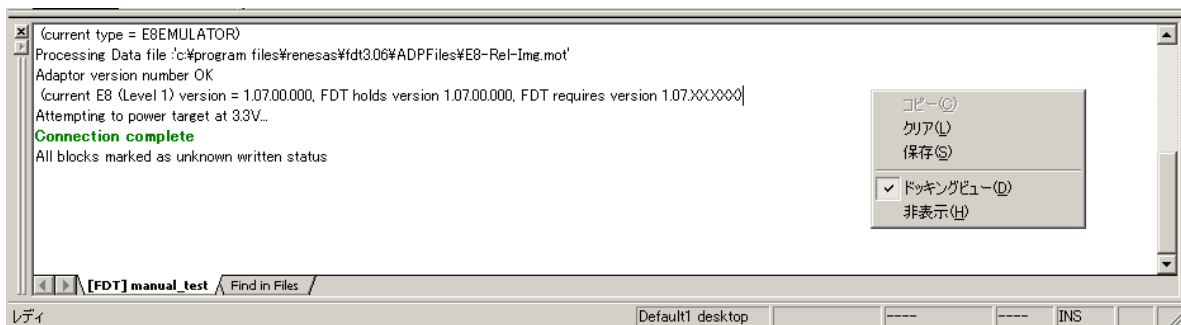 (current type = E8EMULATOR)
Processing Data file :'c:¥program files¥renesas¥fdt3.06¥ADPFiles¥E8-Rel-Img.mot'
Adaptor version number OK
(current E8 (Level 1) version = 1.07.00.000, FDT holds version 1.07.00.000, FDT requires version 1.07.XX.XXX)
Attempting to power target at 3.3V...
Connection complete
All blocks marked as unknown written status
コピー(C)
クリア(L)
保存(S)
ドッキングビュー(D)
非表示(H)
[FDT] manual_test Find in Files
レディ Default1 desktop ---- ---- INS